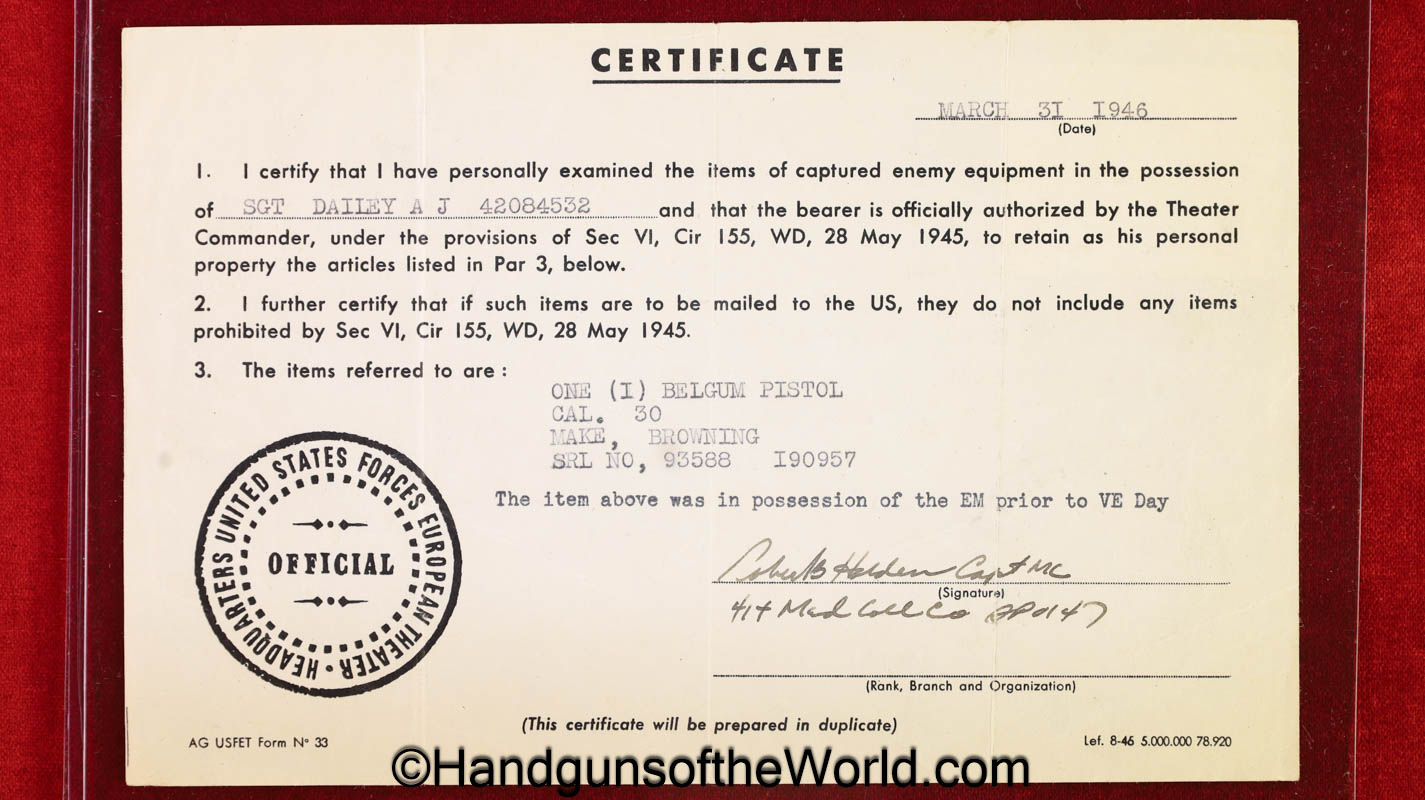 CERTIFICATE
MARCH 31 1946
(Date)
1. I certify that I have personally examined the items of captured enemy equipment in the possession
of SGT DAILEY A J 42084532 and that the bearer is officially authorized by the Theater
Commander, under the provisions of Sec VI, Cir 155, WD, 28 May 1945, to retain as his personal
property the articles listed in Par 3, below.
2. I further certify that if such items are to be mailed to the US, they do not include any items
prohibited by Sec VI, Cir 155, WD, 28 May 1945.
3. The items referred to are :
ONE (I) BELGUM PISTOL
CAL. 30
MAKE, BROWNING
SRL NO, 93588 I90957
The item above was in possession of the EM prior to VE Day
HEADQUARTERS UNITED STATES FORCES EUROPEAN THEATER
OFFICIAL
Holden Capt MC
(Signature)
414 Med Coll Co
(Rank, Branch and Organization)
(This certificate will be prepared in duplicate)
AG USFET Form N° 33
Lef. 8-46 5.000.000 78.920
©HandgunsoftheWorld.com